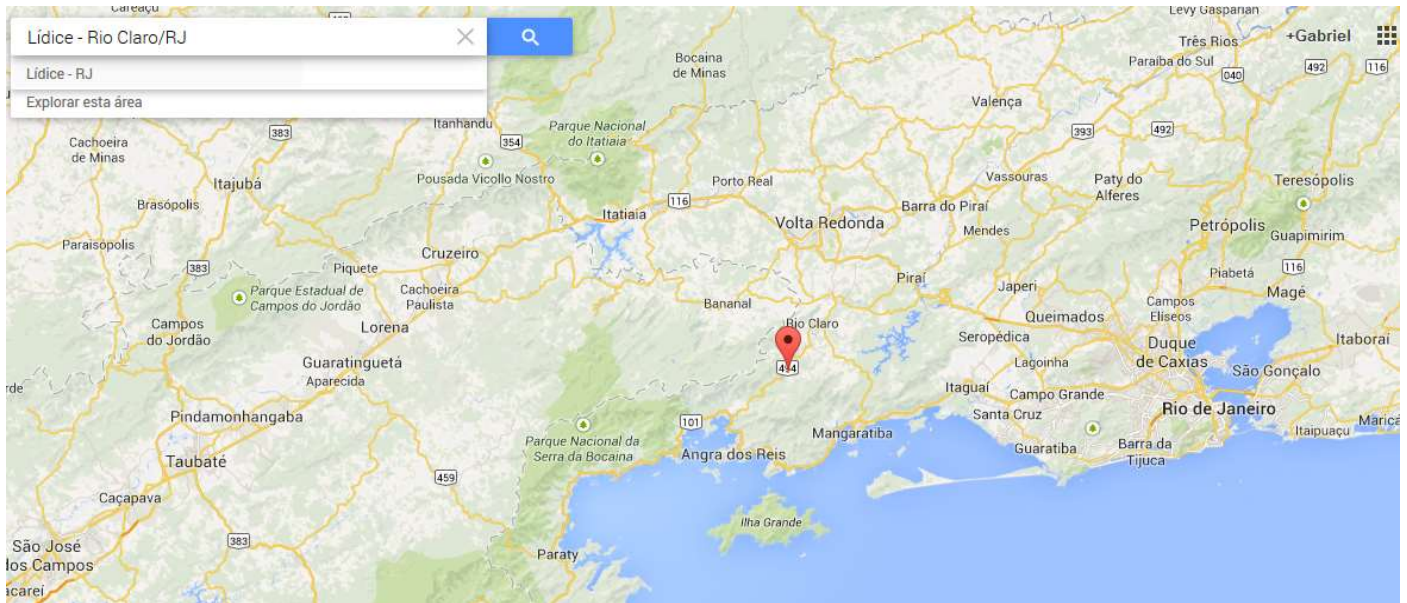 Careaçu
Levy Gasparian
Lídice - Rio Claro/RJ
+Gabriel
Lídice - RJ
Explorar esta área
Bocaina
de Minas
Três Rios
Paraíba do Sul
040
492
116
Valença
393
492
383
Itanhandu
354
Parque Nacional
do Itatiaia
Cachoeira
de Minas
Pousada Vicollo Nostro
Itajubá
Porto Real
Vassouras
Paty do
Alferes
Teresópolis
Brasópolis
116
Itatiaia
Barra do Piraí
Volta Redonda
Mendes
Petrópolis
Guapimirim
Paraisópolis
Cruzeiro
383
Piquete
Piraí
Piabetá
116
Parque Estadual de
Campos do Jordão
Cachoeira
Paulista
Bananal
Japeri
Magé
Campos
Elíseos
Campos
do Jordão
Lorena
Rio Claro
Queimados
Seropédica
Duque
de Caxias
Itaboraí
Guaratinguetá
Aparecida
494
Lagoinha
São Gonçalo
Itaguaí
Campo Grande
Santa Cruz
Rio de Janeiro
Pindamonhangaba
101
Mangaratiba
Itaipuaçu
Maricá
Parque Nacional da
Serra da Bocaina
Angra dos Reis
Guaratiba
Barra da
Tijuca
Taubaté
459
Caçapava
Ilha Grande
383
São José
dos Campos
Paraty
acareí